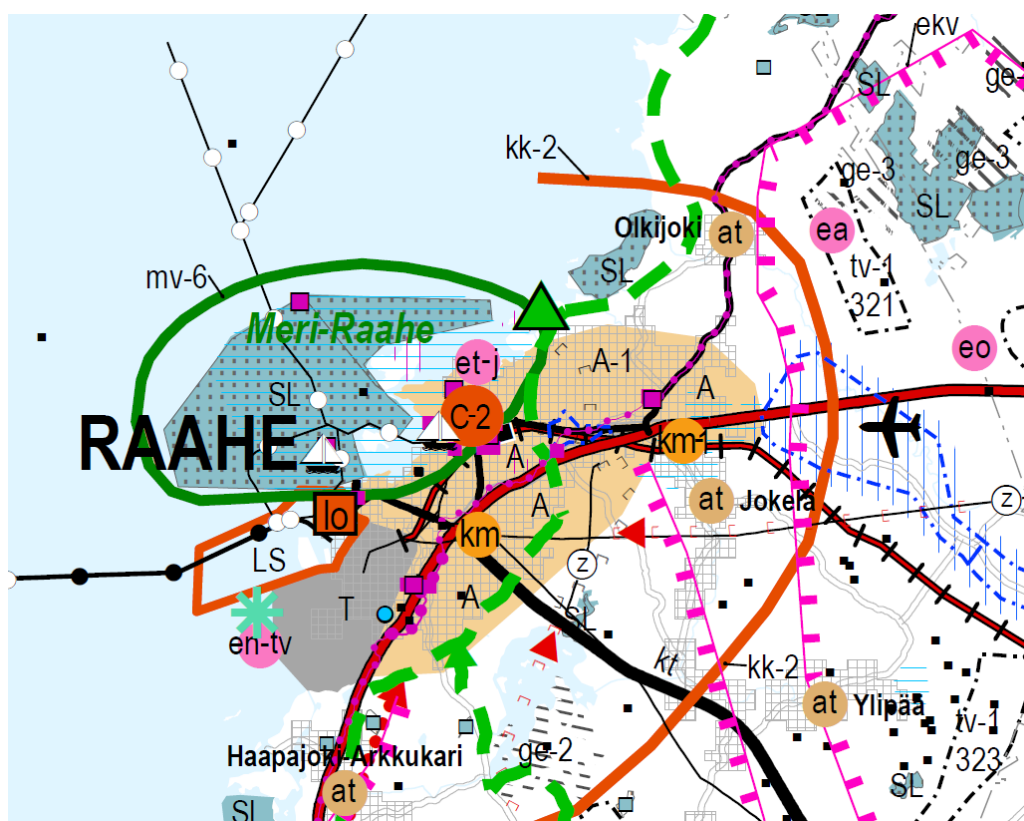 ekv
SL
ge-
kk-2
ge-3
ge-3
SL
Olkijoki
at
ea
SL
tv-1
321
mv-6
Meri-Raahe
et-j
A-1
eo
SL
A
C-2
RAAHE
A
km-1
at
Jokela
lo
A
z
km
LS
z
A
T
SL
en-tv
kt
kk-2
at
Ylipää
tv-1
323
ge-2
Haapajoki-Arkkukari
at
SL
SL